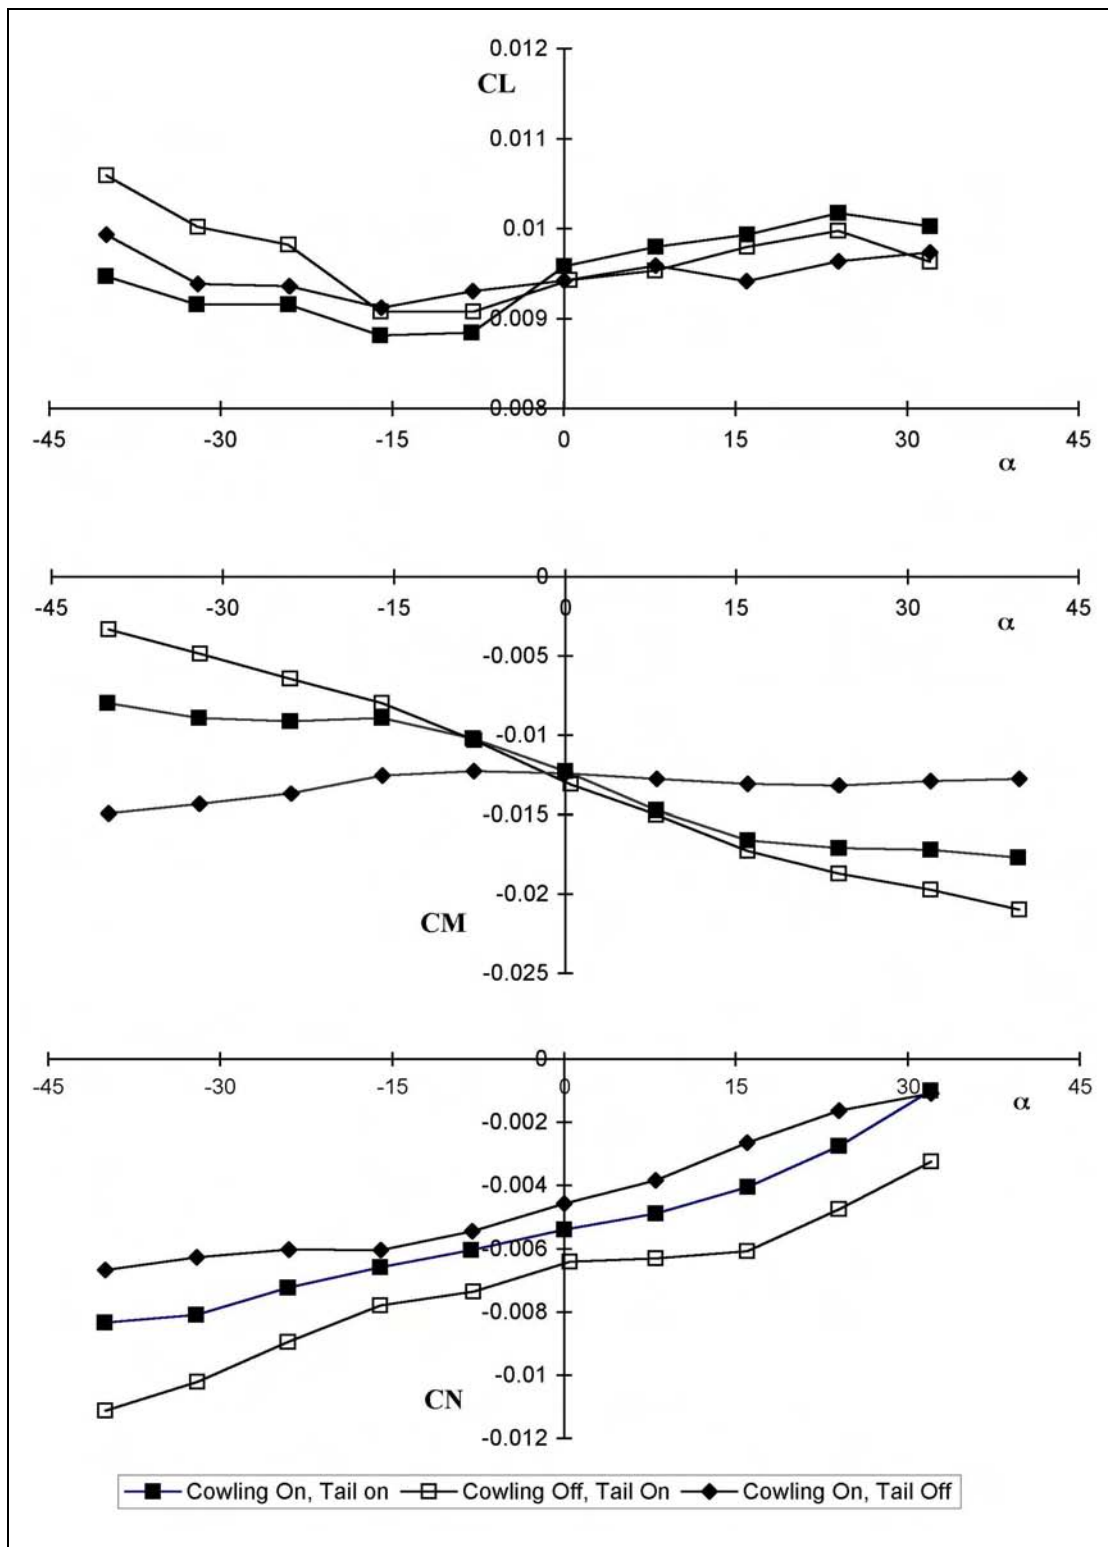 0.012
CL
0.011
0.01
0.009
0.008
-45 -30 -15 0 15 30 45
α
0
-45 -30 -15 0 15 30 45
α
-0.005
-0.01
-0.015
-0.02
CM
-0.025
0
-45 -30 -15 0 15 30 45
α
-0.002
-0.004
-0.006
-0.008
-0.01
CN
-0.012
Cowling On, Tail on Cowling Off, Tail On Cowling On, Tail Off